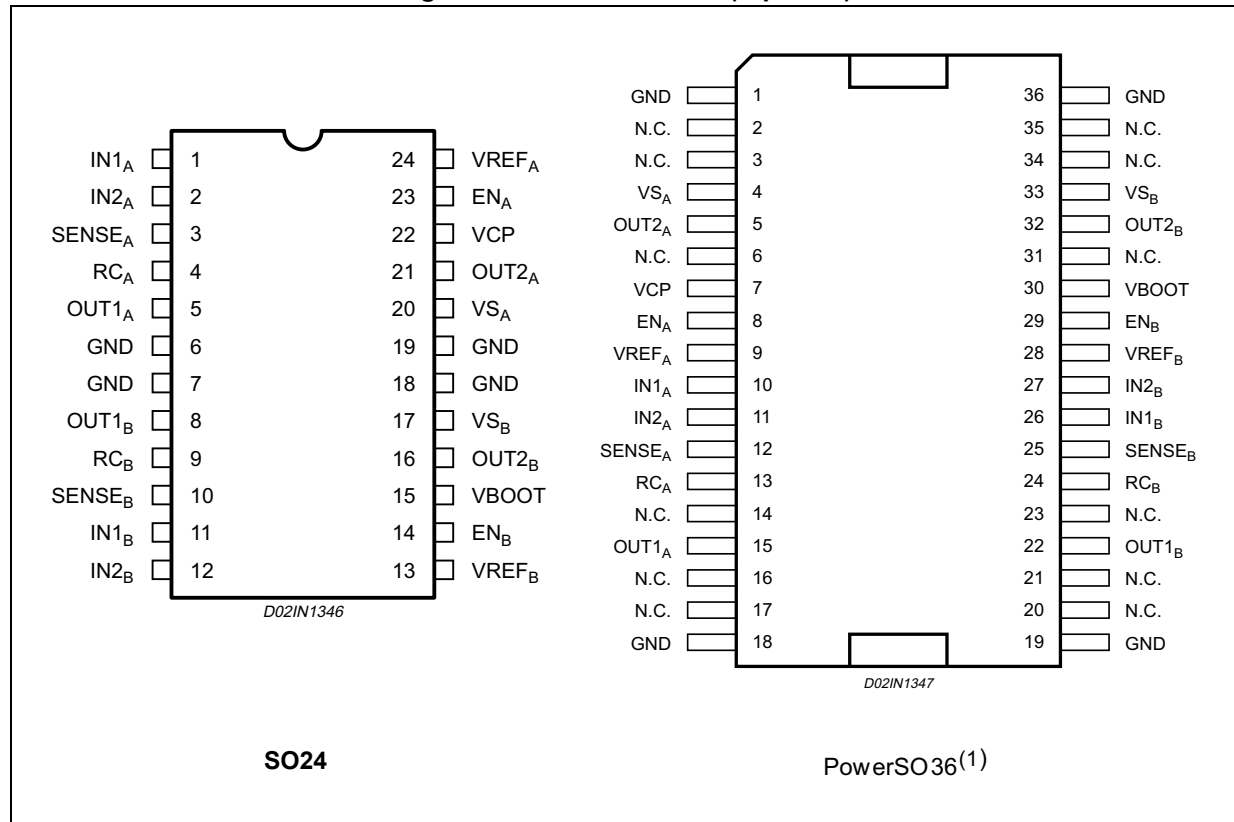 IN1A 1 24 VREFA
IN2A 2 23 ENA
SENSEA 3 22 VCP
RCA 4 21 OUT2A
OUT1A 5 20 VSA
GND 6 19 GND
GND 7 18 GND
OUT1B 8 17 VSB
RCB 9 16 OUT2B
SENSEB 10 15 VBOOT
IN1B 11 14 ENB
IN2B 12 13 VREFB
D02IN1346
SO24
GND 1 36 GND
N.C. 2 35 N.C.
N.C. 3 34 N.C.
VSA 4 33 VSB
OUT2A 5 32 OUT2B
N.C. 6 31 N.C.
VCP 7 30 VBOOT
ENA 8 29 ENB
VREFA 9 28 VREFB
IN1A 10 27 IN2B
IN2A 11 26 IN1B
SENSEA 12 25 SENSEB
RCA 13 24 RCB
N.C. 14 23 N.C.
OUT1A 15 22 OUT1B
N.C. 16 21 N.C.
N.C. 17 20 N.C.
GND 18 19 GND
D02IN1347
PowerSO36(1)